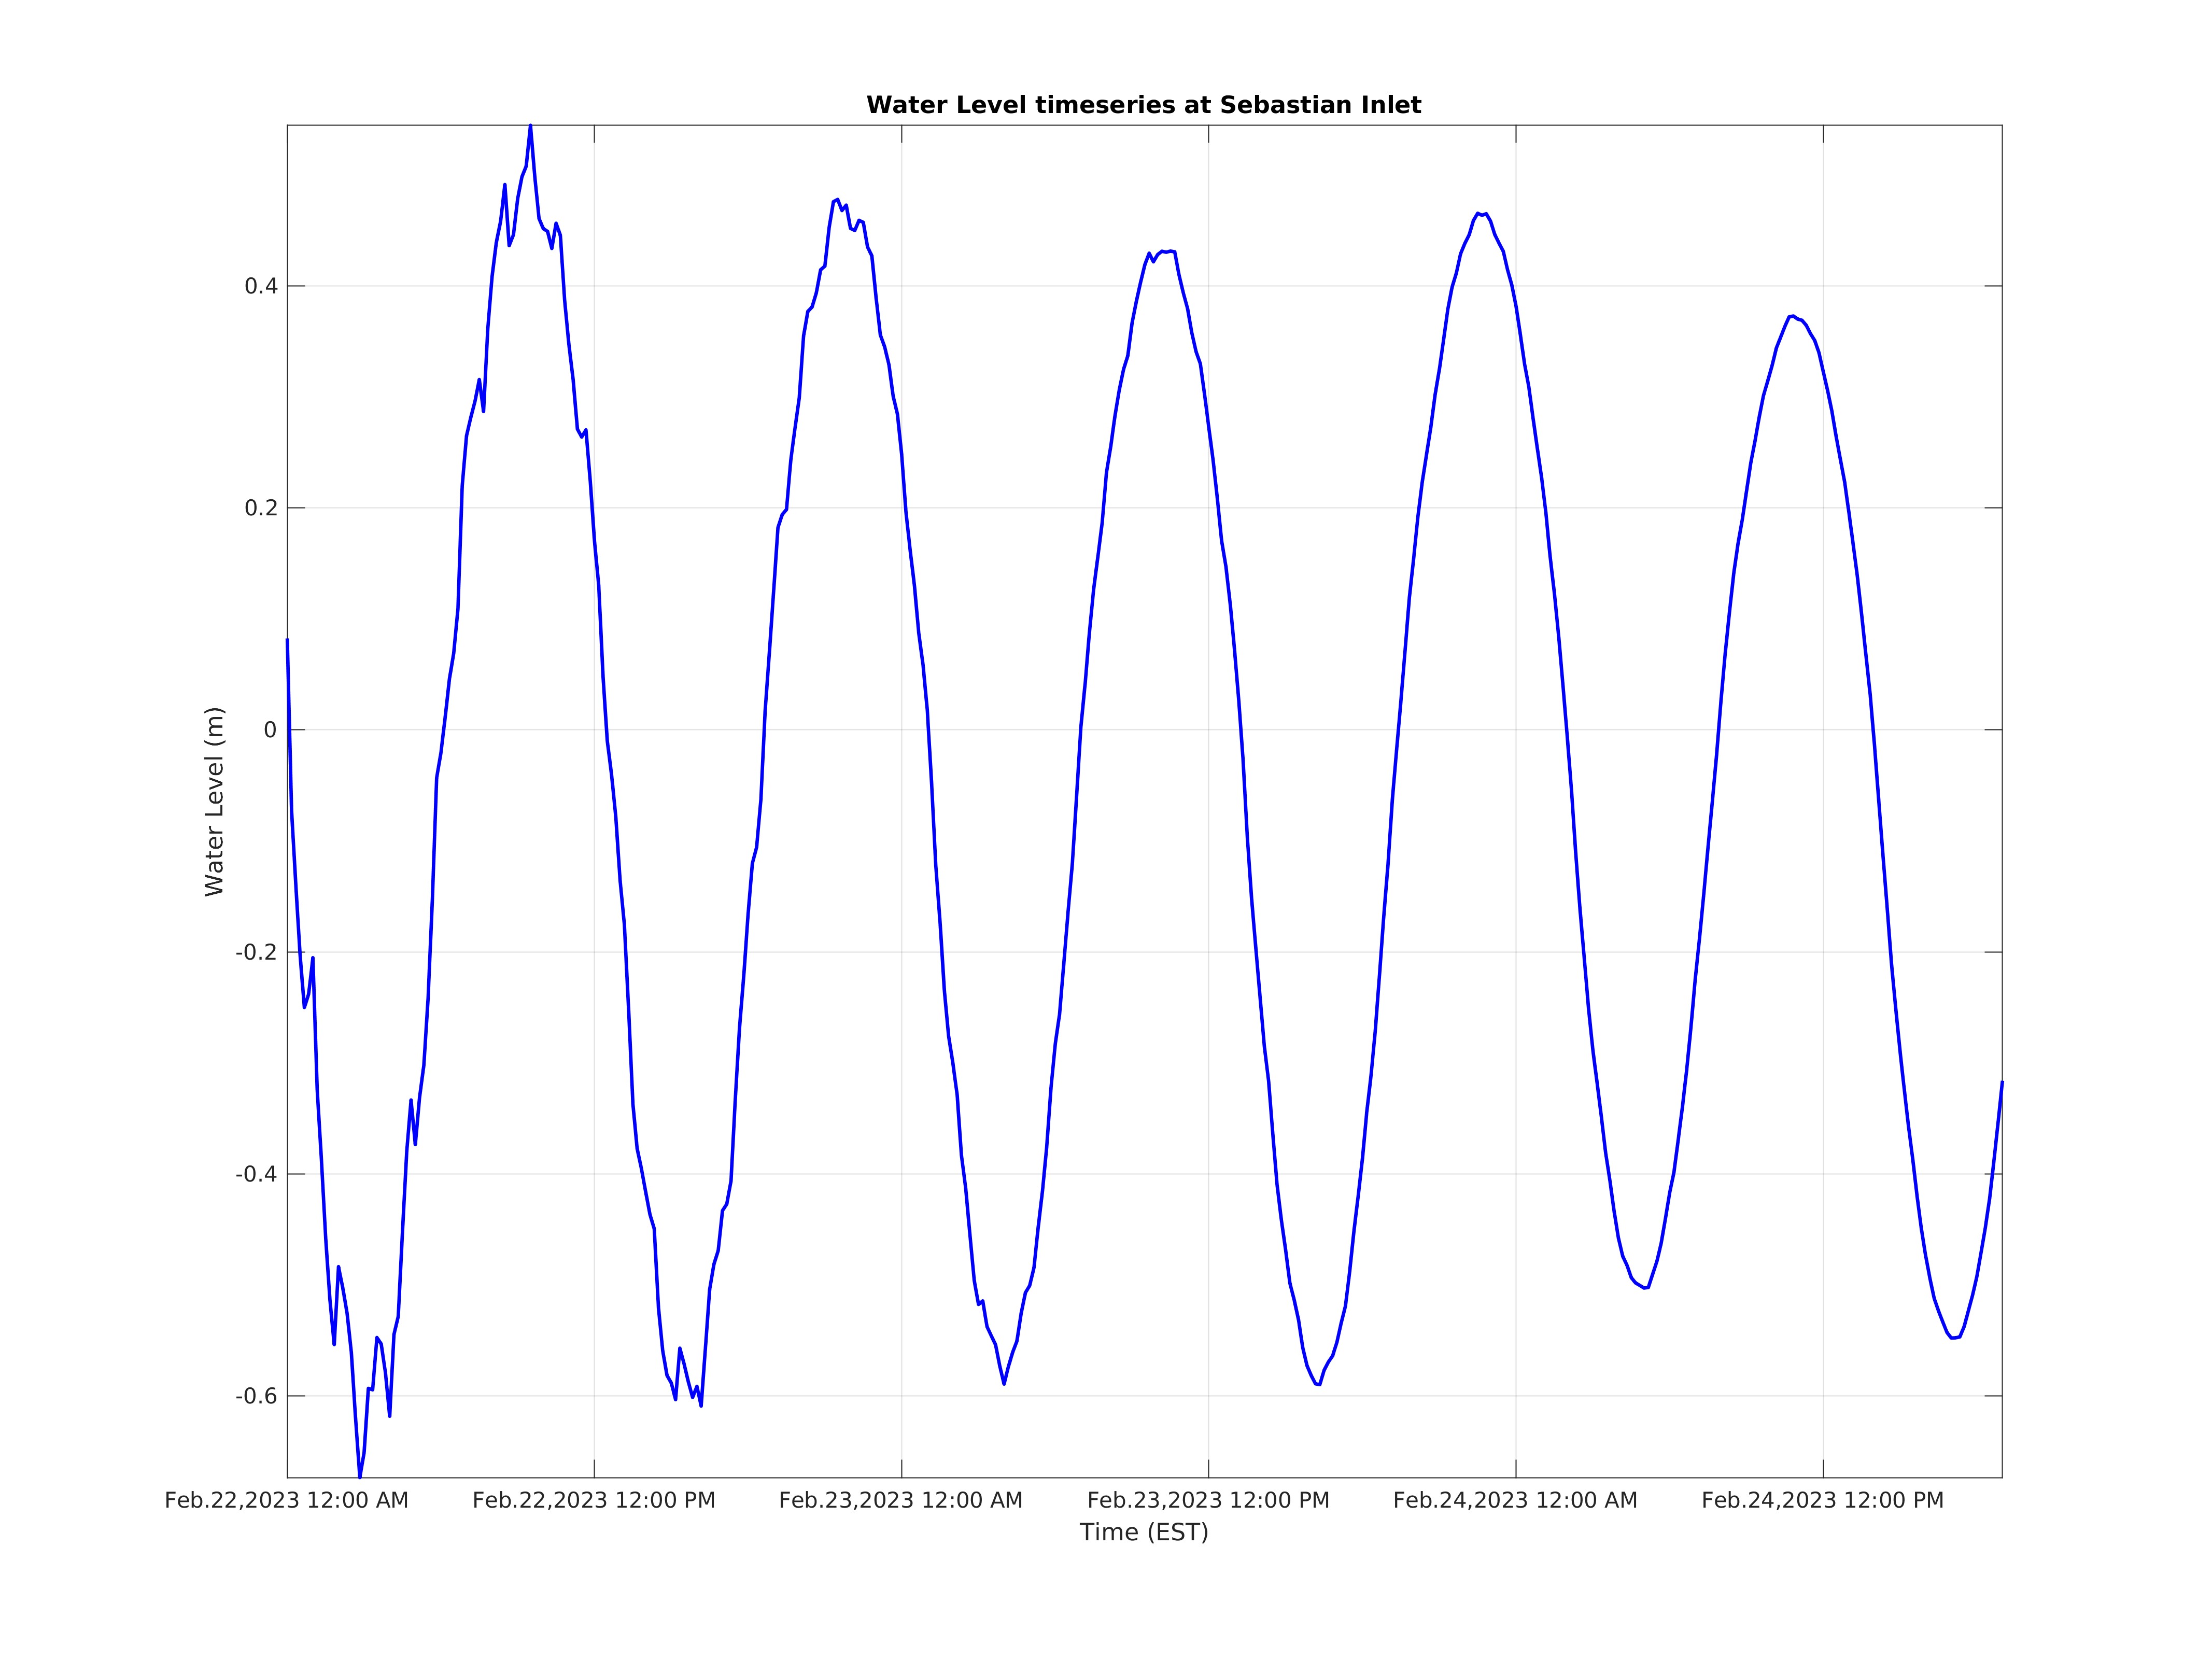 Water Level timeseries at Sebastian Inlet
Water Level (m)
0.4
0.2
0
-0.2
-0.4
-0.6
Feb.22,2023 12:00 AM
Feb.22,2023 12:00 PM
Feb.23,2023 12:00 AM
Feb.23,2023 12:00 PM
Feb.24,2023 12:00 AM
Feb.24,2023 12:00 PM
Time (EST)